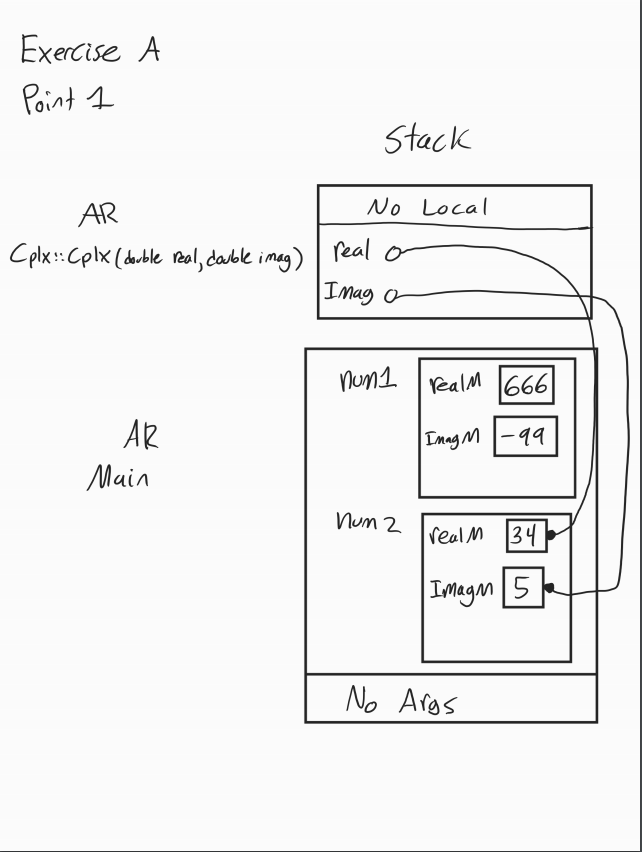 Exercise A
Point 1
Stack
No Local
AR
Cplx::Cplx(double real, double imag)
real
Imag
num1
realM 666
ImagM -99
AR
Main
num2
realM 34
ImagM 5
No Args